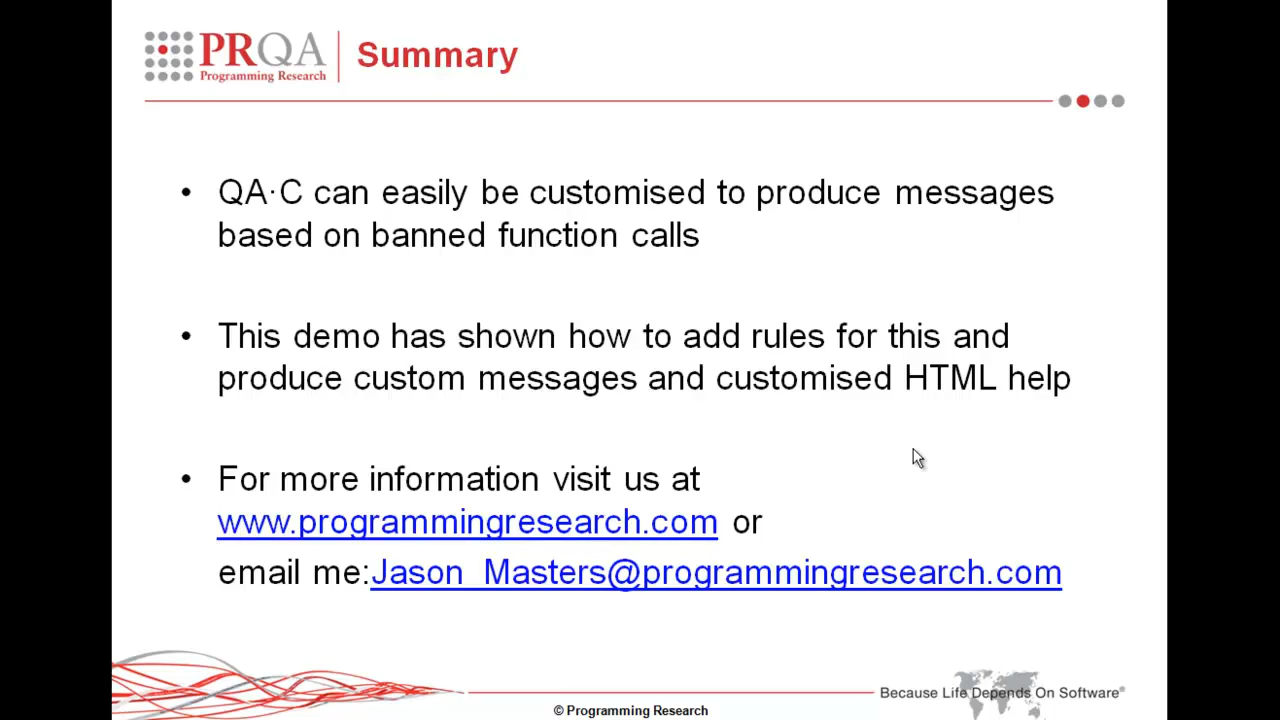 PRQA
Programming Research
Summary
• QA·C can easily be customised to produce messages
based on banned function calls
• This demo has shown how to add rules for this and
produce custom messages and customised HTML help
• For more information visit us at
www.programmingresearch.com or
email me:Jason_Masters@programmingresearch.com
Because Life Depends On Software®
© Programming Research